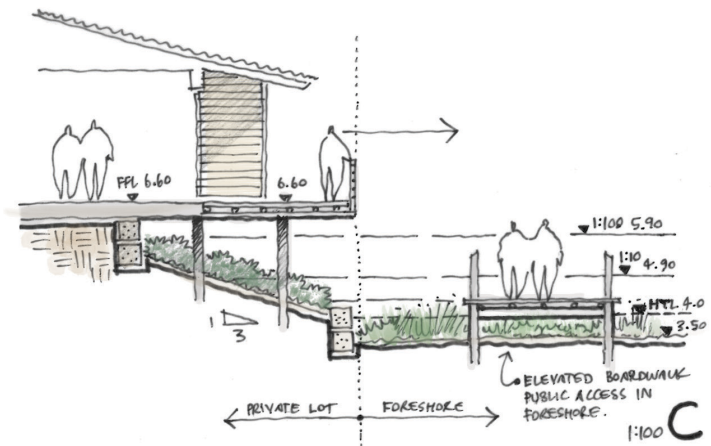 FFL 6.60
6.60
1:100 5.90
1:10 4.90
HTL 4.0
3.50
1
3
ELEVATED BOARDWALK
PUBLIC ACCESS IN
FORESHORE.
PRIVATE LOT
FORESHORE
1:100 C